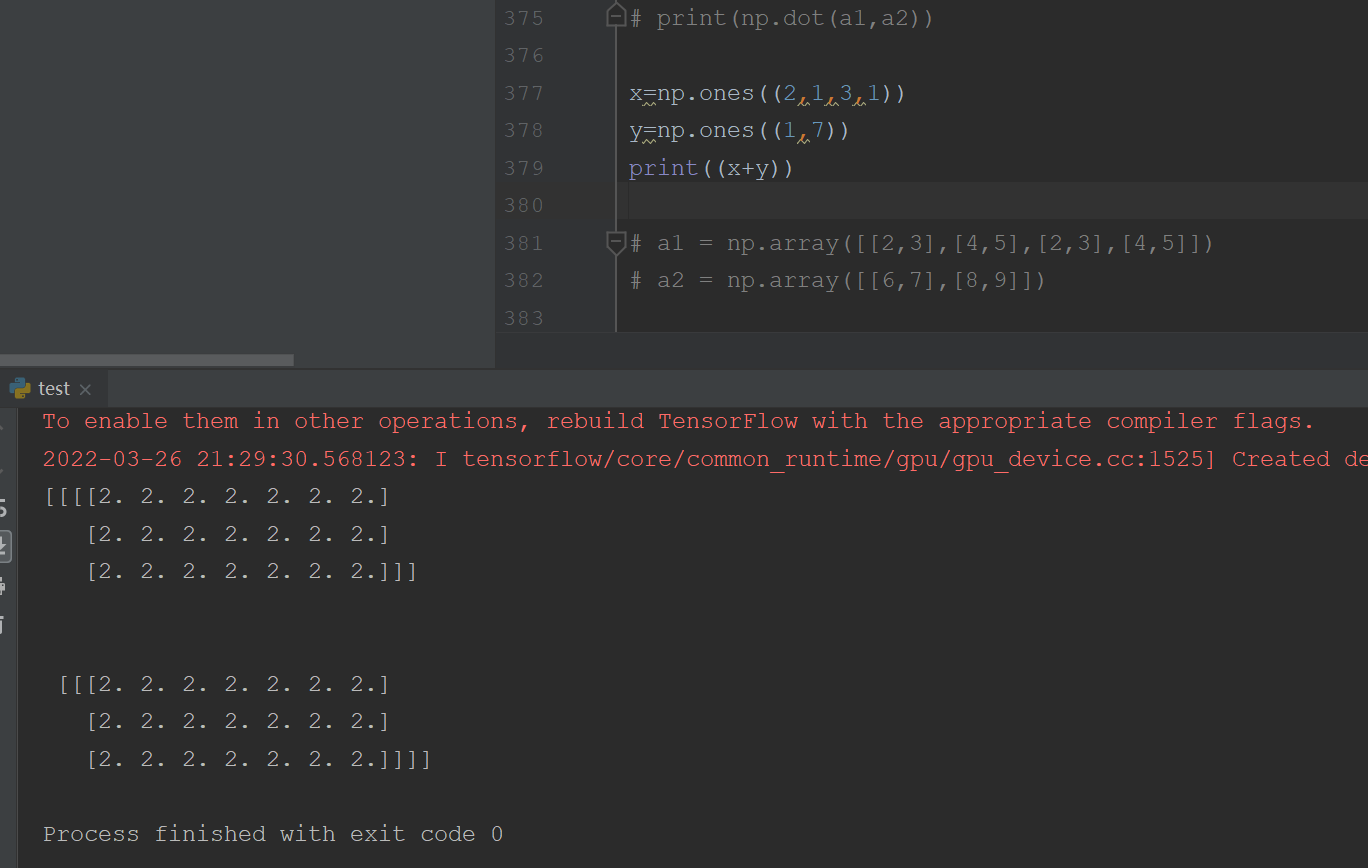 375 # print(np.dot(a1,a2))
376
377 x=np.ones((2,1,3,1))
378 y=np.ones((1,7))
379 print((x+y))
380
381 # a1 = np.array([[2,3],[4,5],[2,3],[4,5]])
382 # a2 = np.array([[6,7],[8,9]])
383
test
To enable them in other operations, rebuild TensorFlow with the appropriate compiler flags.
2022-03-26 21:29:30.568123: I tensorflow/core/common_runtime/gpu/gpu_device.cc:1525] Created de
[[[[2. 2. 2. 2. 2. 2. 2.]
[2. 2. 2. 2. 2. 2. 2.]
[2. 2. 2. 2. 2. 2. 2.]]]
[[[2. 2. 2. 2. 2. 2. 2.]
[2. 2. 2. 2. 2. 2. 2.]
[2. 2. 2. 2. 2. 2. 2.]]]]
Process finished with exit code 0